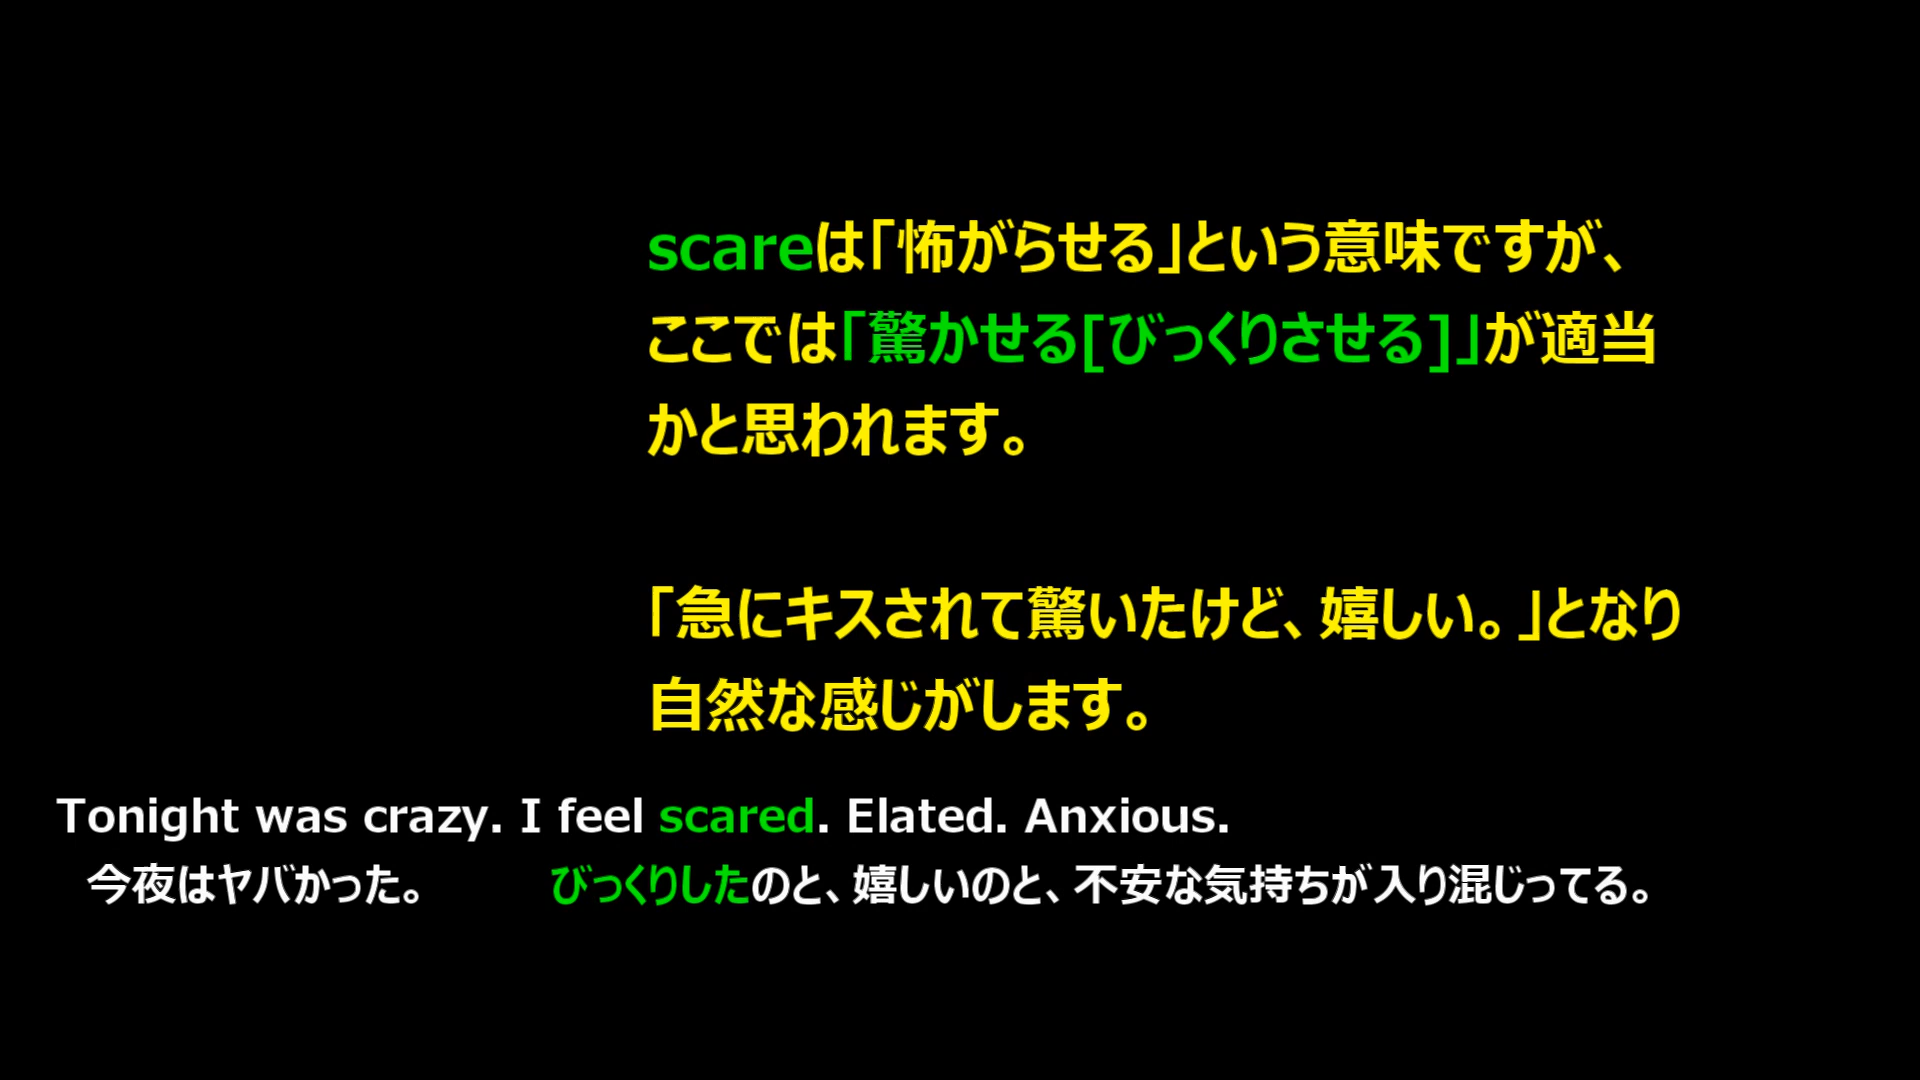 scareは「怖がらせる」という意味ですが、
ここでは「驚かせる[びっくりさせる]」が適当
かと思われます。
「急にキスされて驚いたけど、嬉しい。」となり
自然な感じがします。
Tonight was crazy. I feel scared. Elated. Anxious.
今夜はヤバかった。 びっくりしたのと、嬉しいのと、不安な気持ちが入り混じってる。